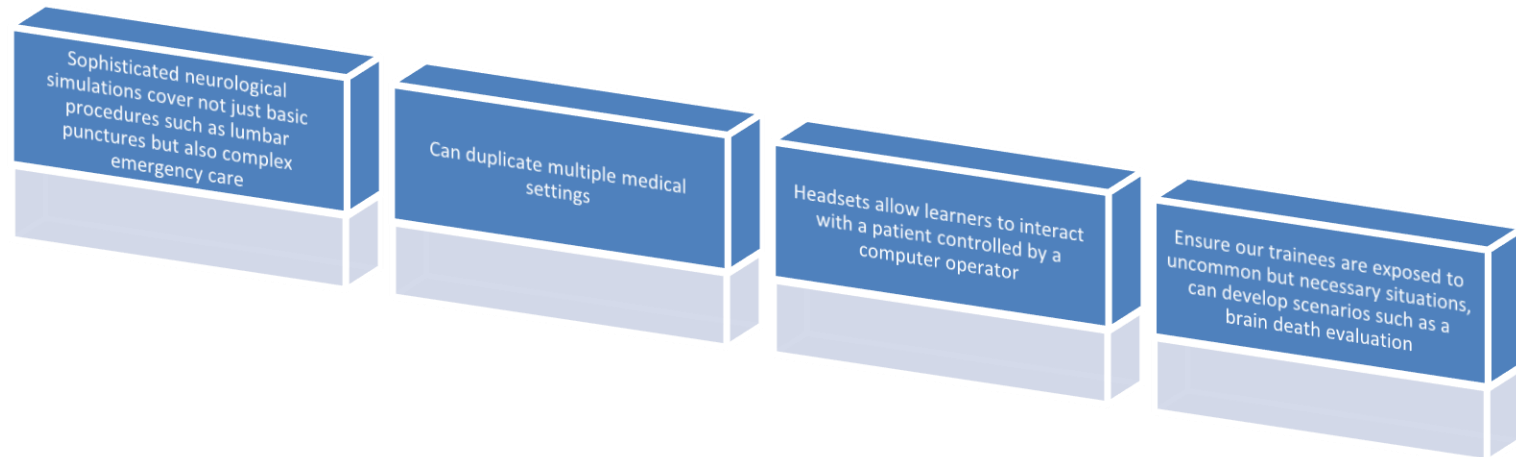 Sophisticated neurological
simulations cover not just basic
procedures such as lumbar
punctures but also complex
emergency care
Can duplicate multiple medical
settings
Headsets allow learners to interact
with a patient controlled by a
computer operator
Ensure our trainees are exposed to
uncommon but necessary situations,
can develop scenarios such as a
brain death evaluation